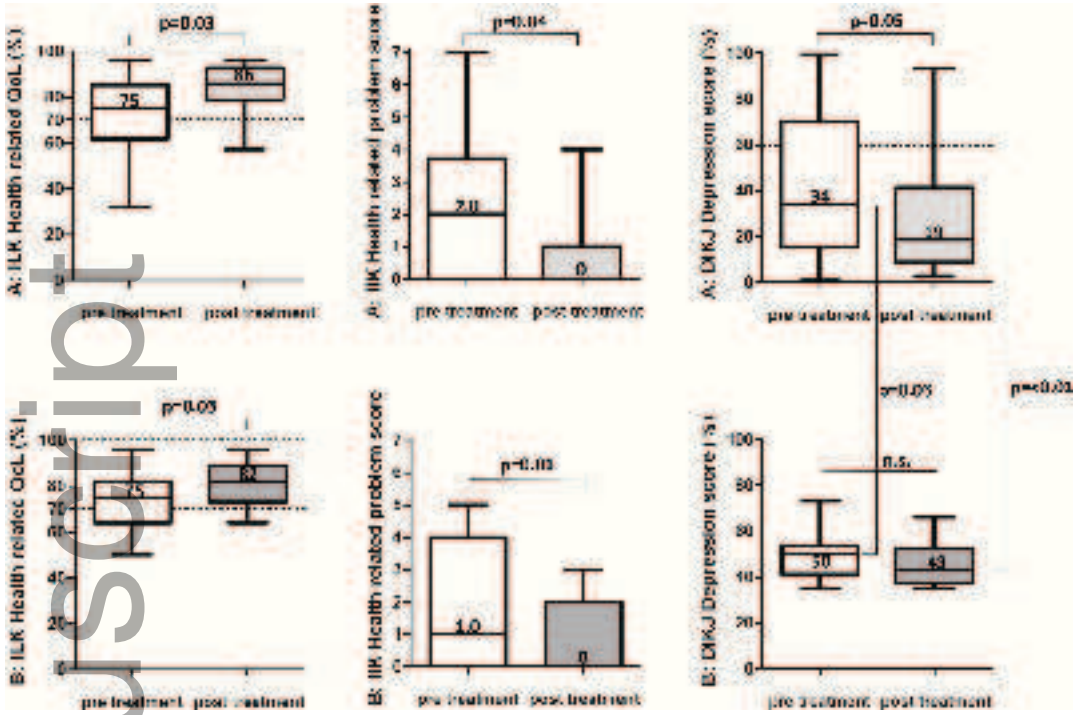 p=0.03
A: ILK Health related QoL (%)
100
80
70
60
40
20
0
75
86
pre treatment
post treatment
p=0.04
Health related problem score
7
6
5
4
3
2
1
0
2.0
0
pre treatment
post treatment
p=0.05
A: DIKJ Depression score (%)
100
80
40
20
0
34
19
pre treatment
post treatment
B: ILK Health related QoL (%)
100
80
70
60
40
20
0
75
82
pre treatment
post treatment
Health related problem score
7
6
5
4
3
2
1
0
1.0
0
pre treatment
post treatment
p=<0.01
n.s.
B: DIKJ Depression score (%)
100
80
60
40
20
0
50
43
pre treatment
post treatment
uscript